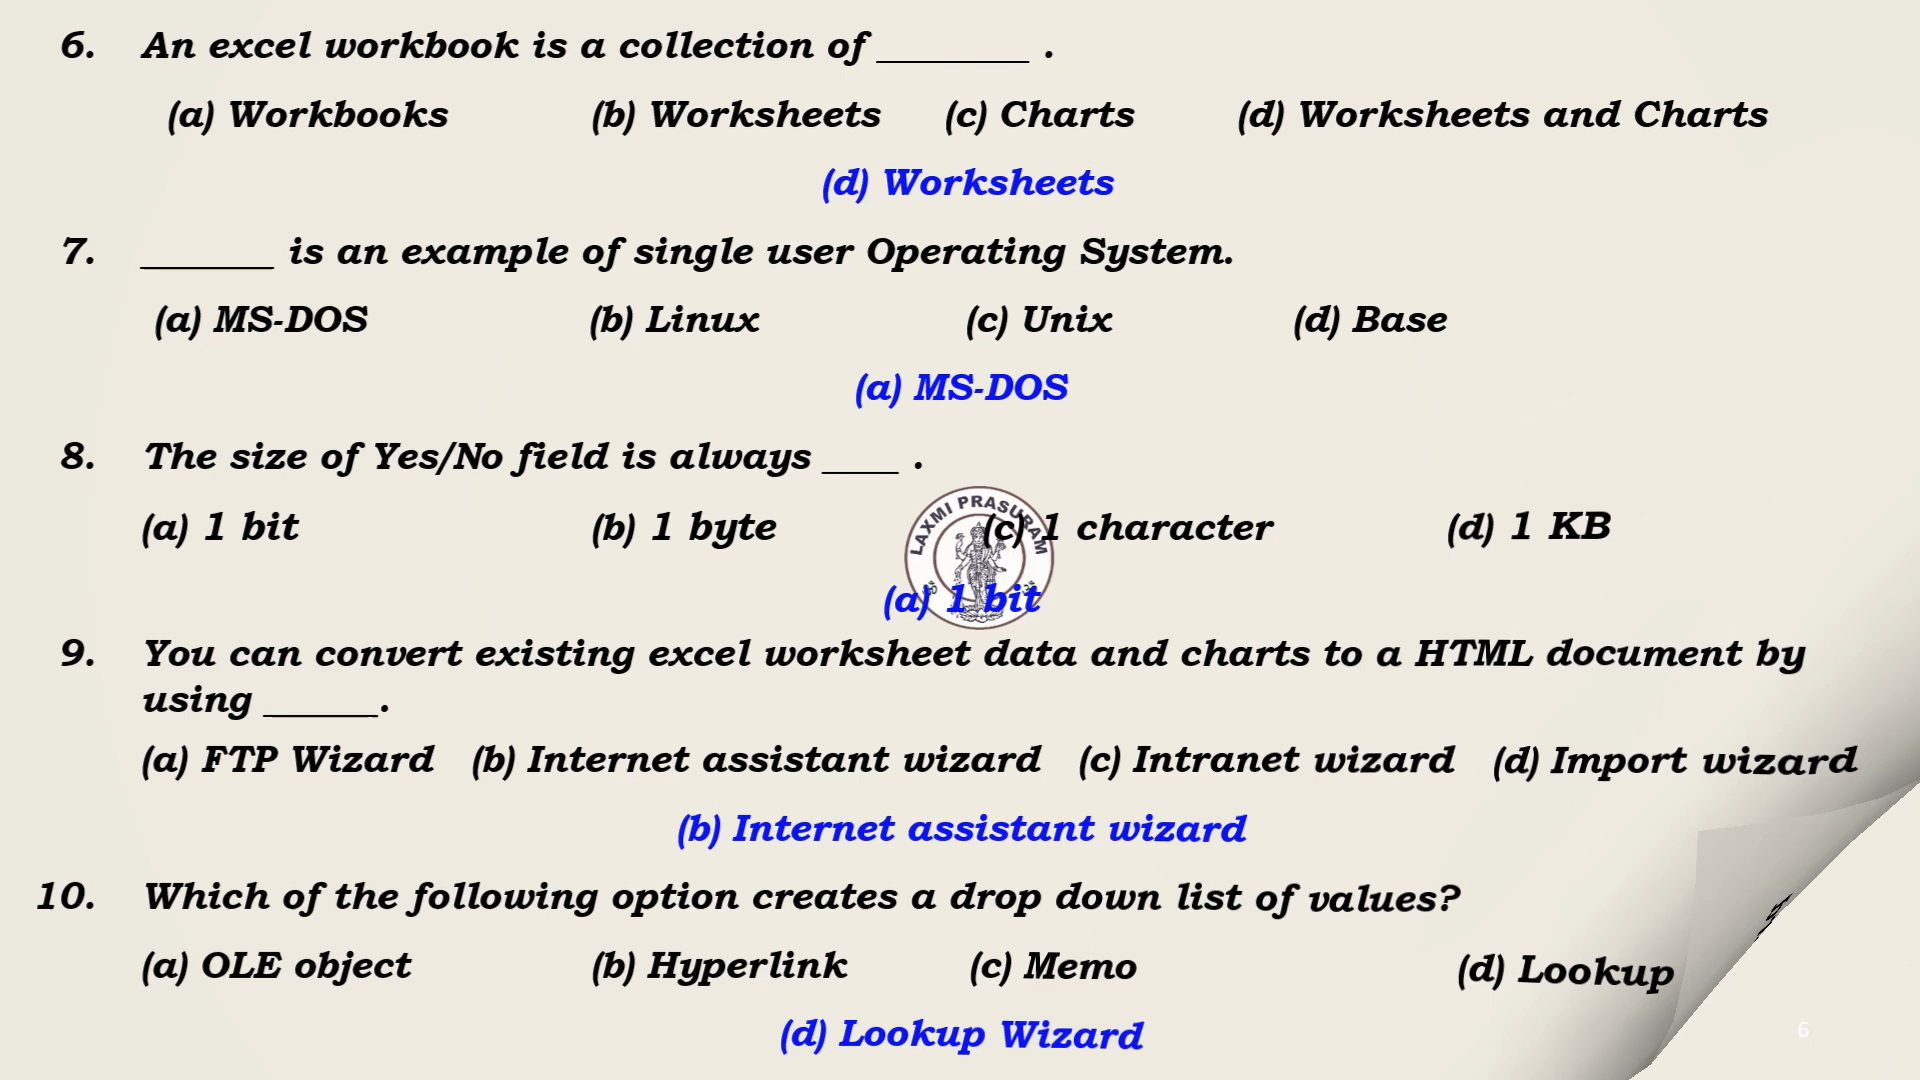 6. An excel workbook is a collection of ________ .
(a) Workbooks (b) Worksheets (c) Charts (d) Worksheets and Charts
(d) Worksheets
7. _______ is an example of single user Operating System.
(a) MS-DOS (b) Linux (c) Unix (d) Base
(a) MS-DOS
8. The size of Yes/No field is always ____ .
(a) 1 bit (b) 1 byte (c) 1 character (d) 1 KB
LAXMI PRASURAM
(a) 1 bit
9. You can convert existing excel worksheet data and charts to a HTML document by
using ______.
(a) FTP Wizard (b) Internet assistant wizard (c) Intranet wizard (d) Import wizard
(b) Internet assistant wizard
10. Which of the following option creates a drop down list of values?
(a) OLE object (b) Hyperlink (c) Memo (d) Lookup
(d) Lookup Wizard
6